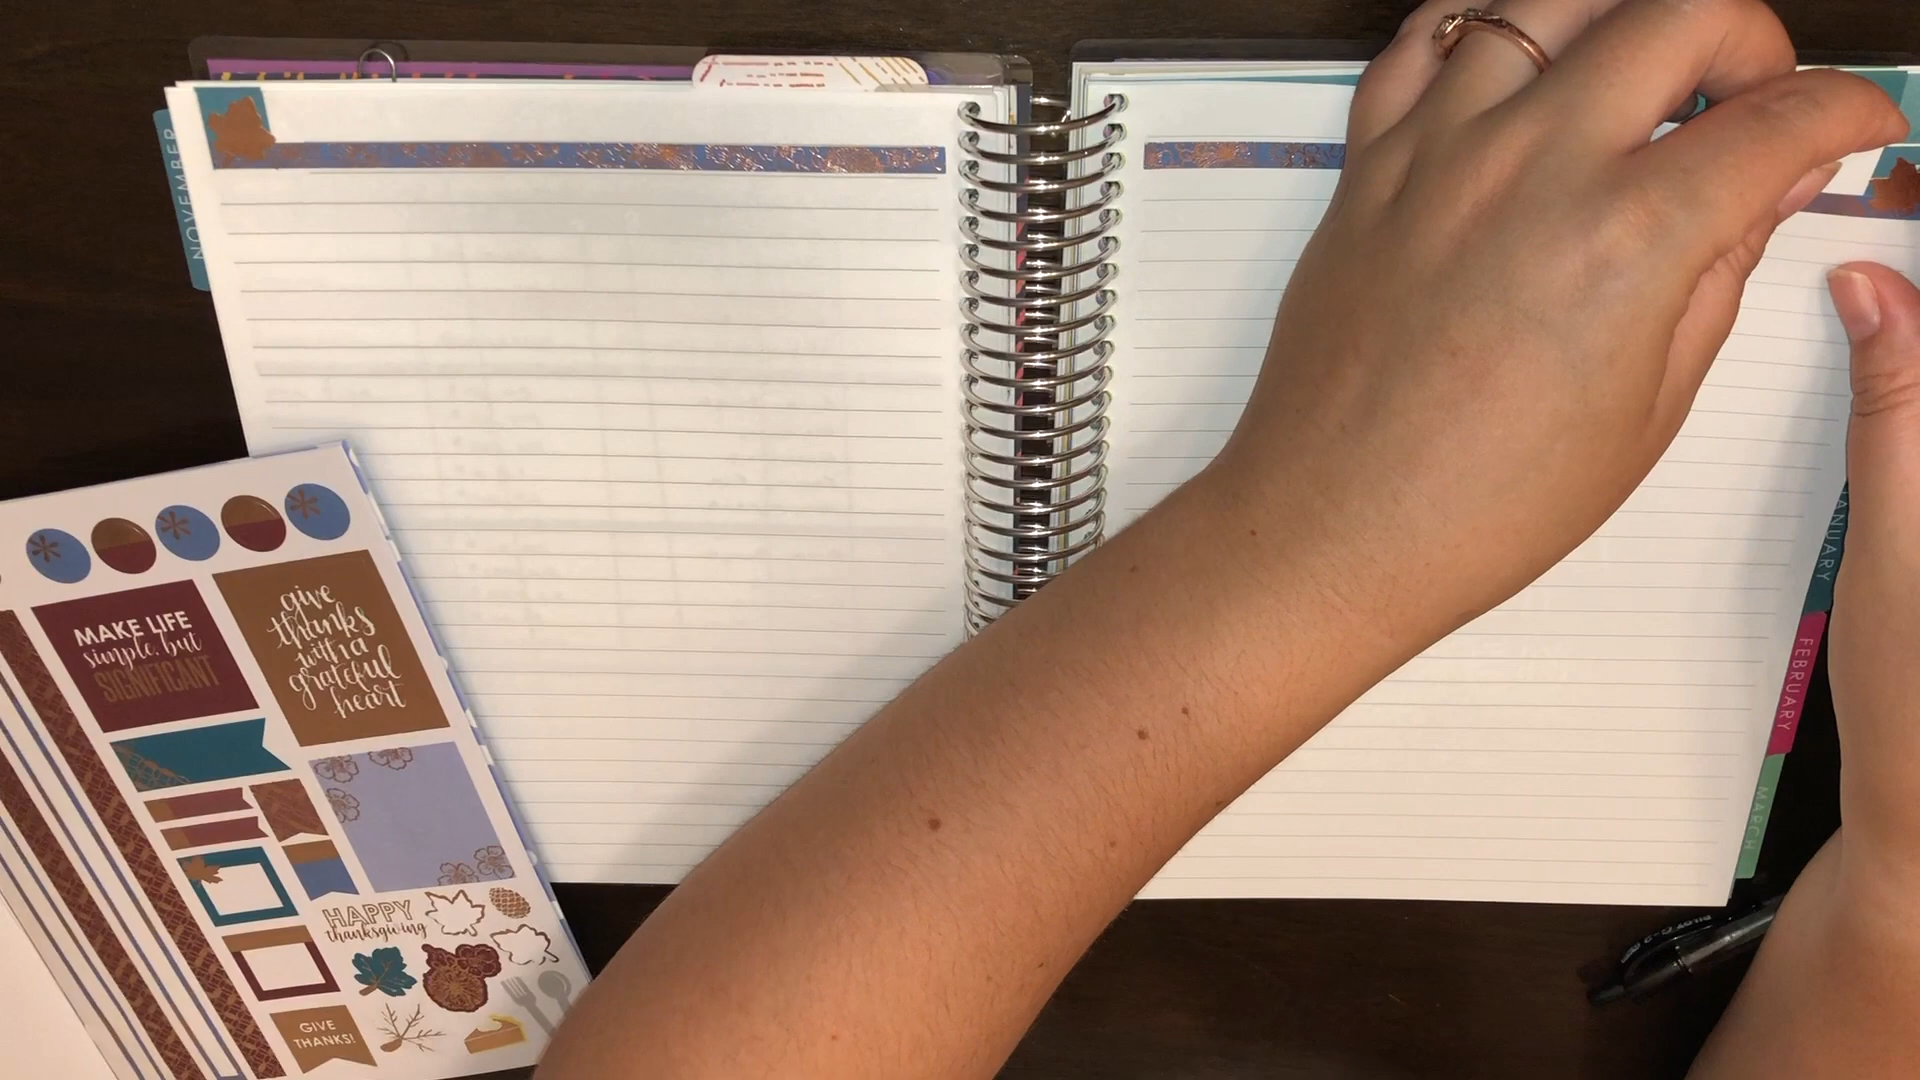 NOVEMBER
MAKE LIFE
simple, but
SIGNIFICANT
give
thanks
with a
grateful
heart
HAPPY
thanksgiving
GIVE
THANKS!
JANUARY
FEBRUARY
MARCH